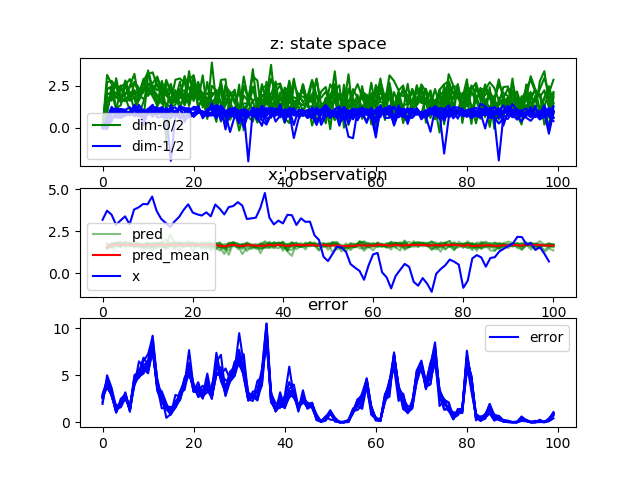 z: state space
2.5
0.0
dim-0/2
dim-1/2
0 20 40 60 80 100
x: observation
5.0
2.5
0.0
pred
pred_mean
x
0 20 40 60 80 100
error
10
5
0
error
0 20 40 60 80 100